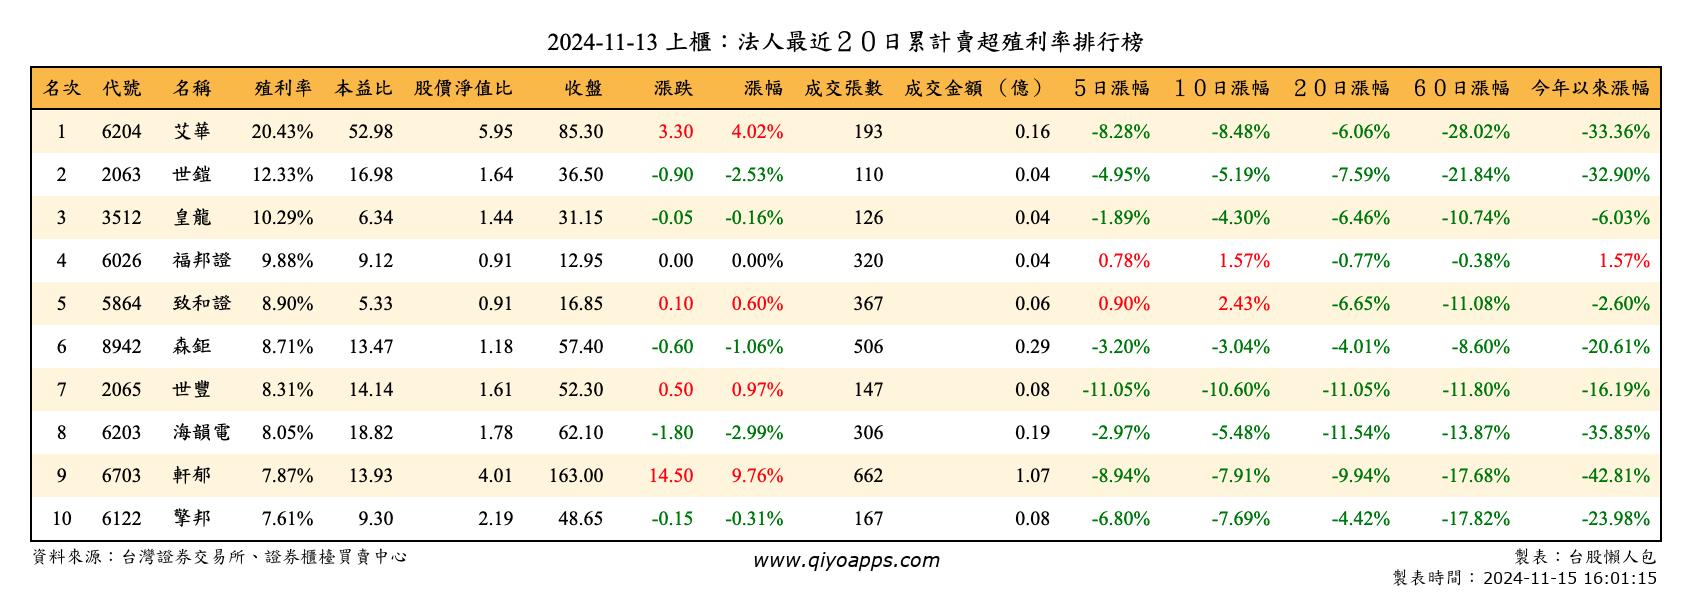 2024-11-13 上櫃：法人最近２０日累計賣超殖利率排行榜
名次 代號 名稱 殖利率 本益比 股價淨值比 收盤 漲跌 漲幅 成交張數 成交金額（億） 5日漲幅 １０日漲幅 ２０日漲幅 ６０日漲幅 今年以來漲幅
1 6204 艾華 20.43% 52.98 5.95 85.30 3.30 4.02% 193 0.16 -8.28% -8.48% -6.06% -28.02% -33.36%
2 2063 世鎧 12.33% 16.98 1.64 36.50 -0.90 -2.53% 110 0.04 -4.95% -5.19% -7.59% -21.84% -32.90%
3 3512 皇龍 10.29% 6.34 1.44 31.15 -0.05 -0.16% 126 0.04 -1.89% -4.30% -6.46% -10.74% -6.03%
4 6026 福邦證 9.88% 9.12 0.91 12.95 0.00 0.00% 320 0.04 0.78% 1.57% -0.77% -0.38% 1.57%
5 5864 致和證 8.90% 5.33 0.91 16.85 0.10 0.60% 367 0.06 0.90% 2.43% -6.65% -11.08% -2.60%
6 8942 森鉅 8.71% 13.47 1.18 57.40 -0.60 -1.06% 506 0.29 -3.20% -3.04% -4.01% -8.60% -20.61%
7 2065 世豐 8.31% 14.14 1.61 52.30 0.50 0.97% 147 0.08 -11.05% -10.60% -11.05% -11.80% -16.19%
8 6203 海韻電 8.05% 18.82 1.78 62.10 -1.80 -2.99% 306 0.19 -2.97% -5.48% -11.54% -13.87% -35.85%
9 6703 軒郁 7.87% 13.93 4.01 163.00 14.50 9.76% 662 1.07 -8.94% -7.91% -9.94% -17.68% -42.81%
10 6122 擎邦 7.61% 9.30 2.19 48.65 -0.15 -0.31% 167 0.08 -6.80% -7.69% -4.42% -17.82% -23.98%
資料來源：台灣證券交易所、證券櫃檯買賣中心 www.qiyoapps.com 製表：台股懶人包
製表時間： 2024-11-15 16:01:15